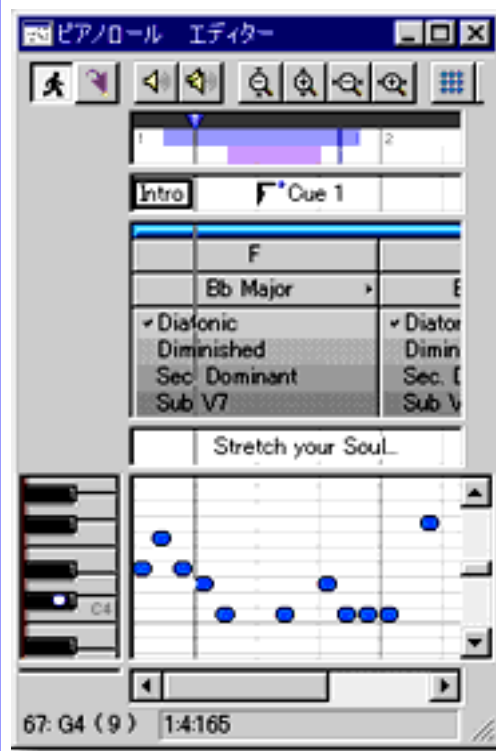 ピアノロール エディター
1 2
Intro Cue 1
F
Bb Major
Diatonic Diator
Diminished Dimin
Sec. Dominant Sec. D
Sub V7 Sub V
Stretch your Soul...
C4
67: G4 ( 9 ) 1:4:165